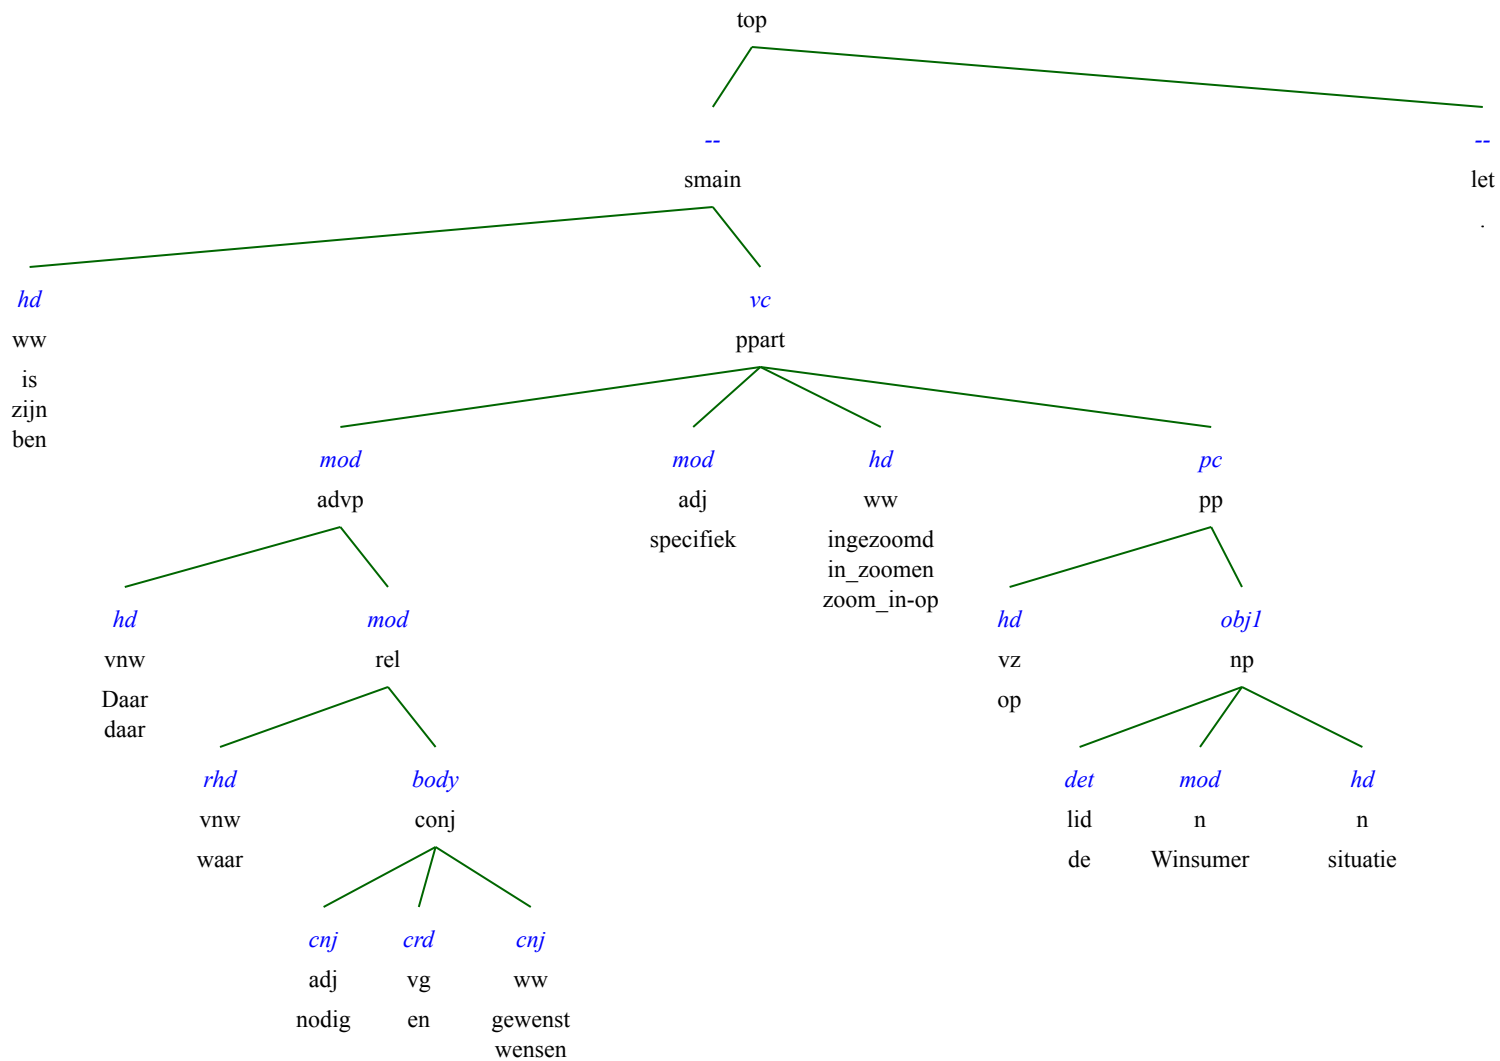 top
-- --
smain let
.
hd vc
ww ppart
is
zijn
ben
mod mod hd pc
advp adj ww pp
specifiek ingezoomd
in_zoomen
zoom_in-op
hd mod hd obj1
vnw rel vz np
Daar op
daar
rhd body det mod hd
vnw conj lid n n
waar de Winsumer situatie
cnj crd cnj
adj vg ww
nodig en gewenst
wensen